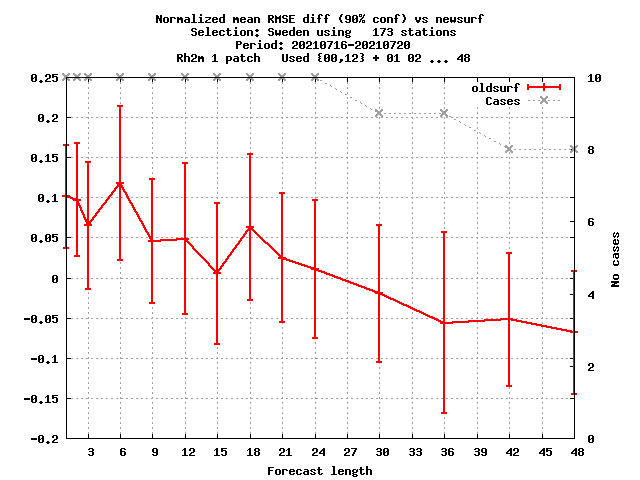 Normalized mean RMSE diff (90% conf) vs newsurf
Selection: Sweden using   173 stations
Period: 20210716-20210720
Rh2m 1 patch   Used {00,12} + 01 02 ... 48
oldsurf
Cases
0.25
0.2
0.15
0.1
0.05
0
-0.05
-0.1
-0.15
-0.2
10
8
6
4
2
0
No cases
3 6 9 12 15 18 21 24 27 30 33 36 39 42 45 48
Forecast length